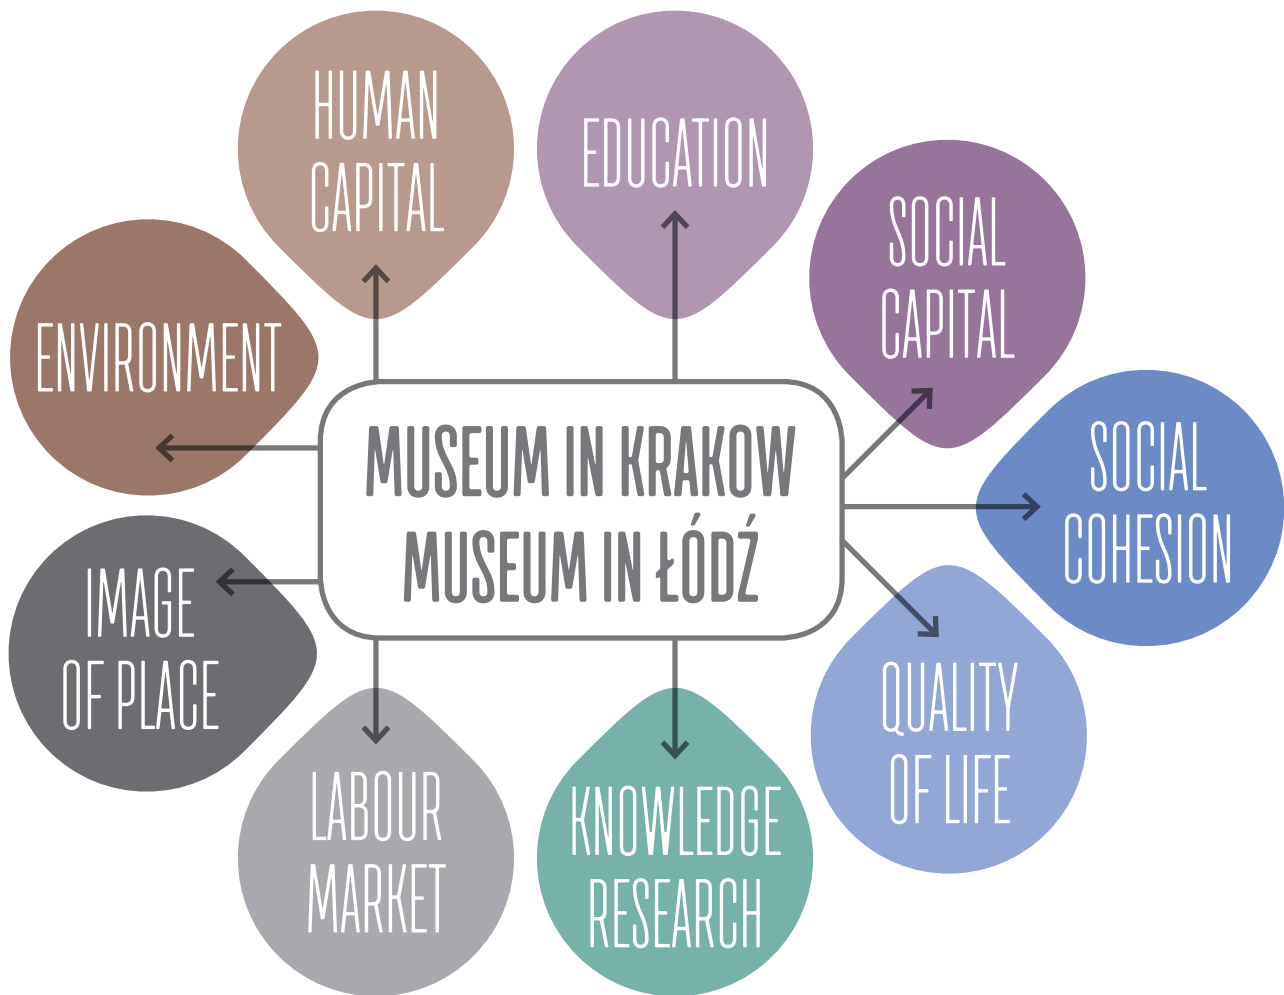 HUMAN
CAPITAL
EDUCATION
SOCIAL
CAPITAL
ENVIRONMENT
MUSEUM IN KRAKOW
MUSEUM IN ŁÓDŹ
SOCIAL
COHESION
IMAGE
OF PLACE
QUALITY
OF LIFE
LABOUR
MARKET
KNOWLEDGE
RESEARCH